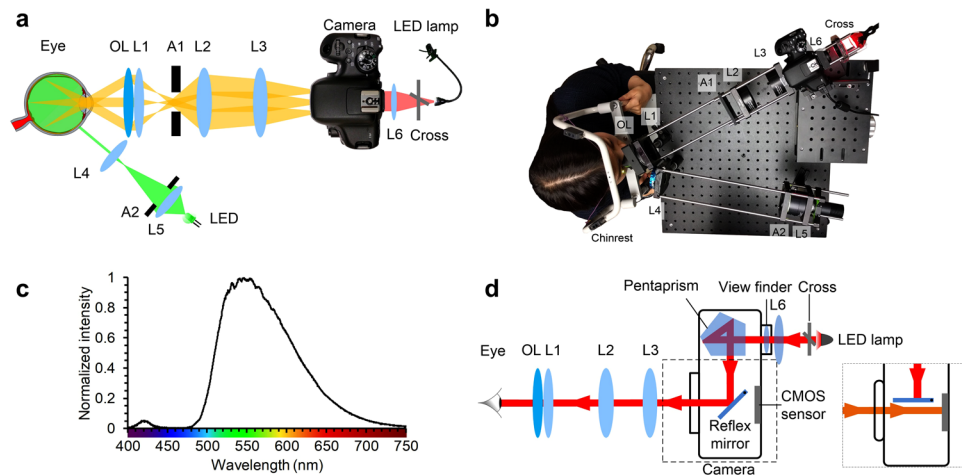 a
Eye
OL
L1
A1
L2
L3
Camera
LED lamp
L6
Cross
L4
A2
L5
LED
b
Cross
L6
L3
L2
A1
L1
OL
L4
A2
L5
Chinrest
c
Normalized intensity
1
0.8
0.6
0.4
0.2
0
400
450
500
550
600
650
700
750
Wavelength (nm)
d
Pentaprism
View finder
Cross
L6
LED lamp
Eye
OL
L1
L2
L3
CMOS
sensor
Reflex
mirror
Camera